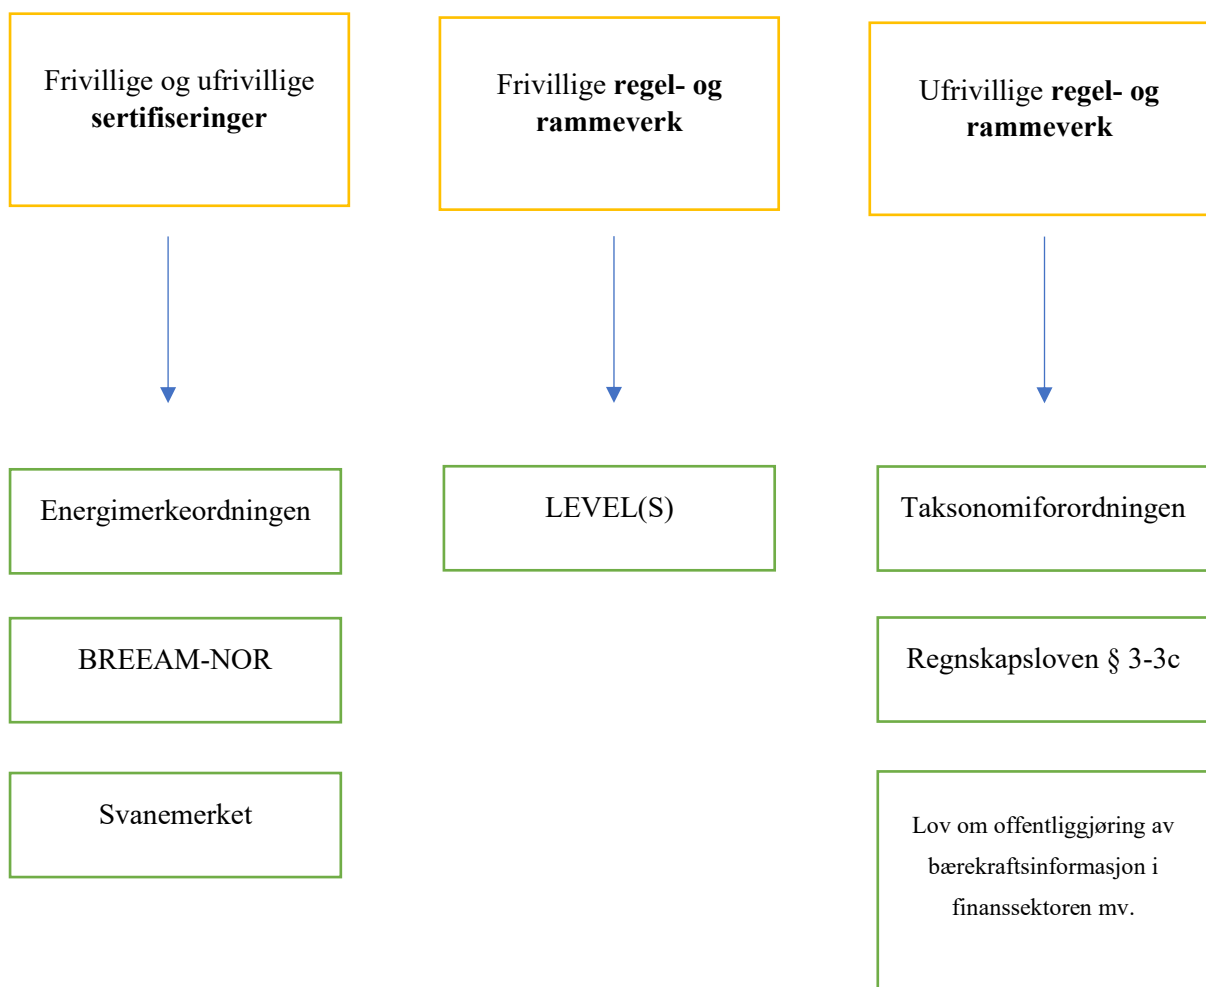 Frivillige og ufrivillige
sertifiseringer
Frivillige regel- og
rammeverk
Ufrivillige regel- og
rammeverk
Energimerkeordningen
LEVEL(S)
Taksonomiforordningen
BREEAM-NOR
Regnskapsloven § 3-3c
Svanemerket
Lov om offentliggjøring av
bærekraftsinformasjon i
finanssektoren mv.